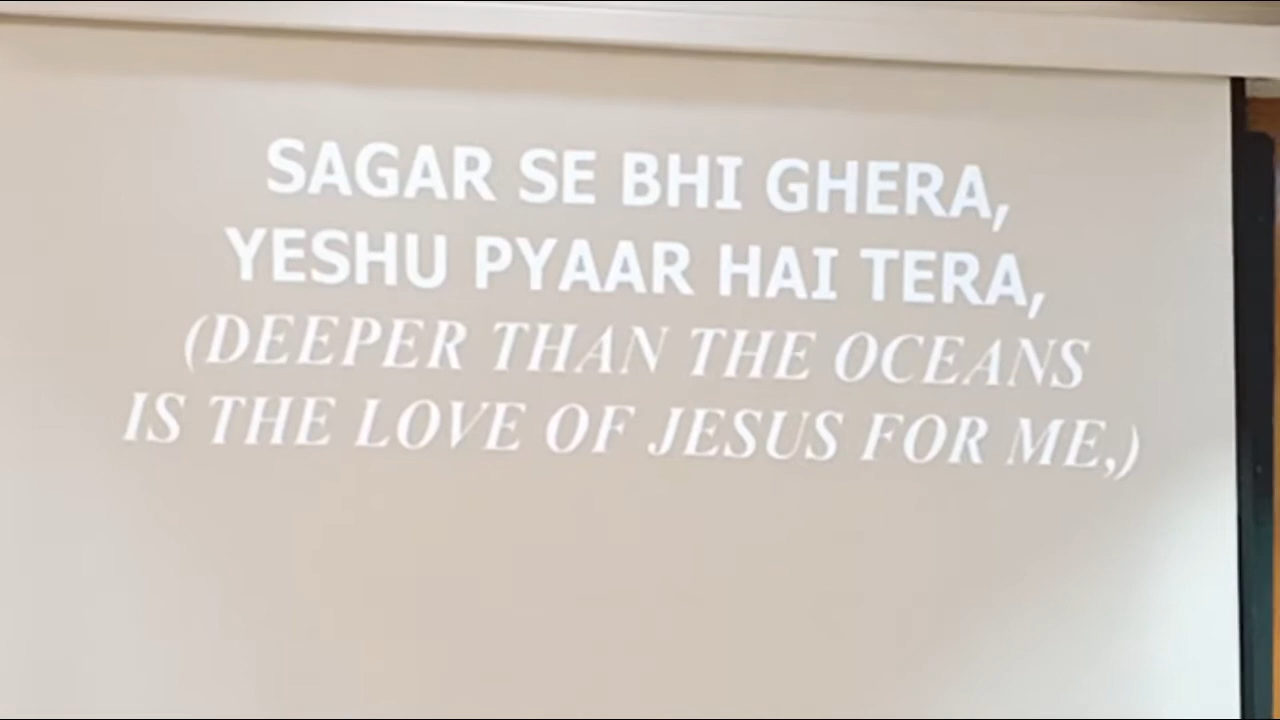 SAGAR SE BHI GHERA,
YESHU PYAAR HAI TERA,
(DEEPER THAN THE OCEANS
IS THE LOVE OF JESUS FOR ME,)